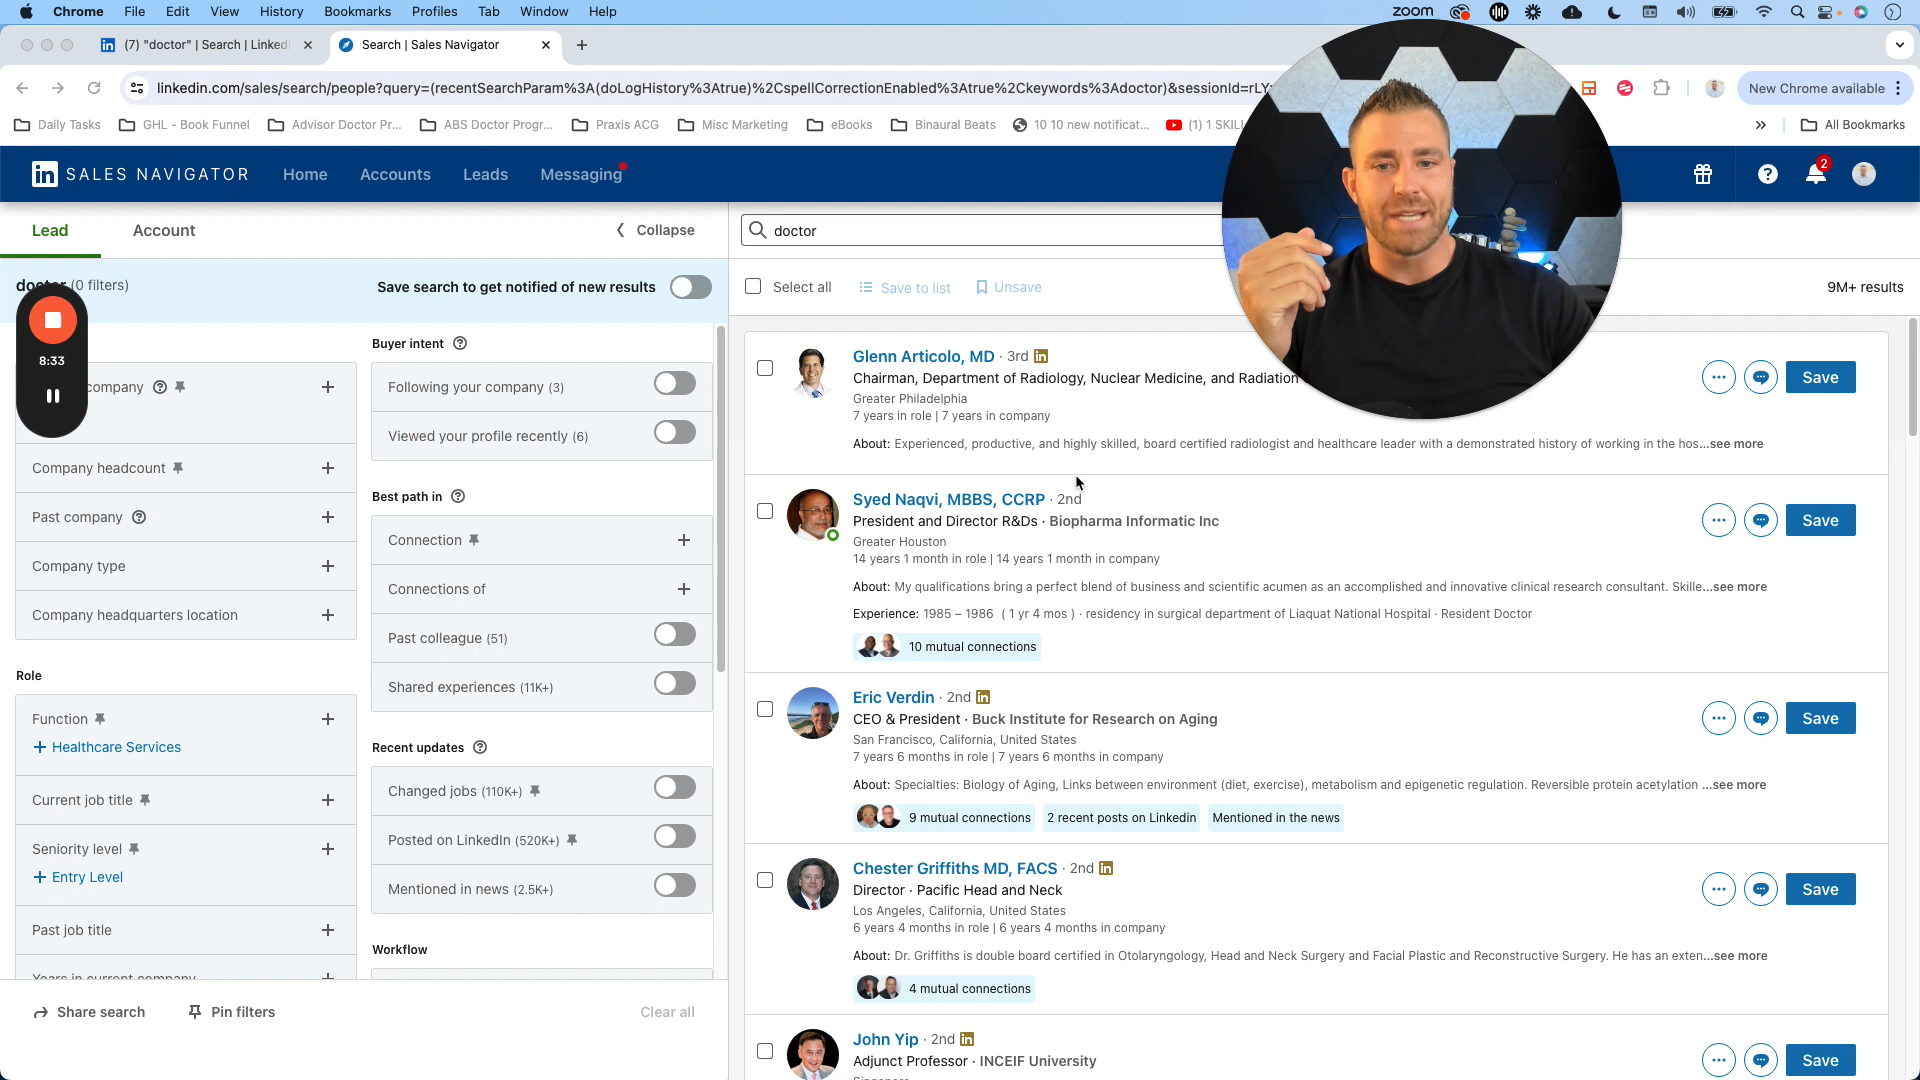 Chrome File Edit View History Bookmarks Profiles Tab Window Help
zoom
(7) "doctor" | Search | Linked
Search | Sales Navigator
linkedin.com/sales/search/people?query=(recentSearchParam%3A(doLogHistory%3Atrue)%2CspellCorrectionEnabled%3Atrue%2Ckeywords%3Adoctor)&sessionId=rLY
New Chrome available
Daily Tasks
GHL - Book Funnel
Advisor Doctor Pr...
ABS Doctor Progr...
Praxis ACG
Misc Marketing
eBooks
Binaural Beats
10 10 new notificat...
(1) 1 SKILL
All Bookmarks
in SALES NAVIGATOR
Home
Accounts
Leads
Messaging
2
Lead
Account
Collapse
doctor
doctor (0 filters)
Save search to get notified of new results
Select all
Save to list
Unsave
9M+ results
8:33
company
Company headcount
Past company
Company type
Company headquarters location
Role
Function
+ Healthcare Services
Current job title
Seniority level
+ Entry Level
Past job title
Years in current company
Buyer intent
Following your company (3)
Viewed your profile recently (6)
Best path in
Connection
Connections of
Past colleague (51)
Shared experiences (11K+)
Recent updates
Changed jobs (110K+)
Posted on LinkedIn (520K+)
Mentioned in news (2.5K+)
Workflow
Share search
Pin filters
Clear all
Glenn Articolo, MD · 3rd in
Chairman, Department of Radiology, Nuclear Medicine, and Radiation
Greater Philadelphia
7 years in role | 7 years in company
About: Experienced, productive, and highly skilled, board certified radiologist and healthcare leader with a demonstrated history of working in the hos...see more
Save
Syed Naqvi, MBBS, CCRP · 2nd
President and Director R&Ds · Biopharma Informatic Inc
Greater Houston
14 years 1 month in role | 14 years 1 month in company
About: My qualifications bring a perfect blend of business and scientific acumen as an accomplished and innovative clinical research consultant. Skille...see more
Experience: 1985 – 1986 ( 1 yr 4 mos ) · residency in surgical department of Liaquat National Hospital · Resident Doctor
10 mutual connections
Save
Eric Verdin · 2nd in
CEO & President · Buck Institute for Research on Aging
San Francisco, California, United States
7 years 6 months in role | 7 years 6 months in company
About: Specialties: Biology of Aging, Links between environment (diet, exercise), metabolism and epigenetic regulation. Reversible protein acetylation ...see more
9 mutual connections
2 recent posts on Linkedin
Mentioned in the news
Save
Chester Griffiths MD, FACS · 2nd in
Director · Pacific Head and Neck
Los Angeles, California, United States
6 years 4 months in role | 6 years 4 months in company
About: Dr. Griffiths is double board certified in Otolaryngology, Head and Neck Surgery and Facial Plastic and Reconstructive Surgery. He has an exten...see more
4 mutual connections
Save
John Yip · 2nd in
Adjunct Professor · INCEIF University
Singapore
Save